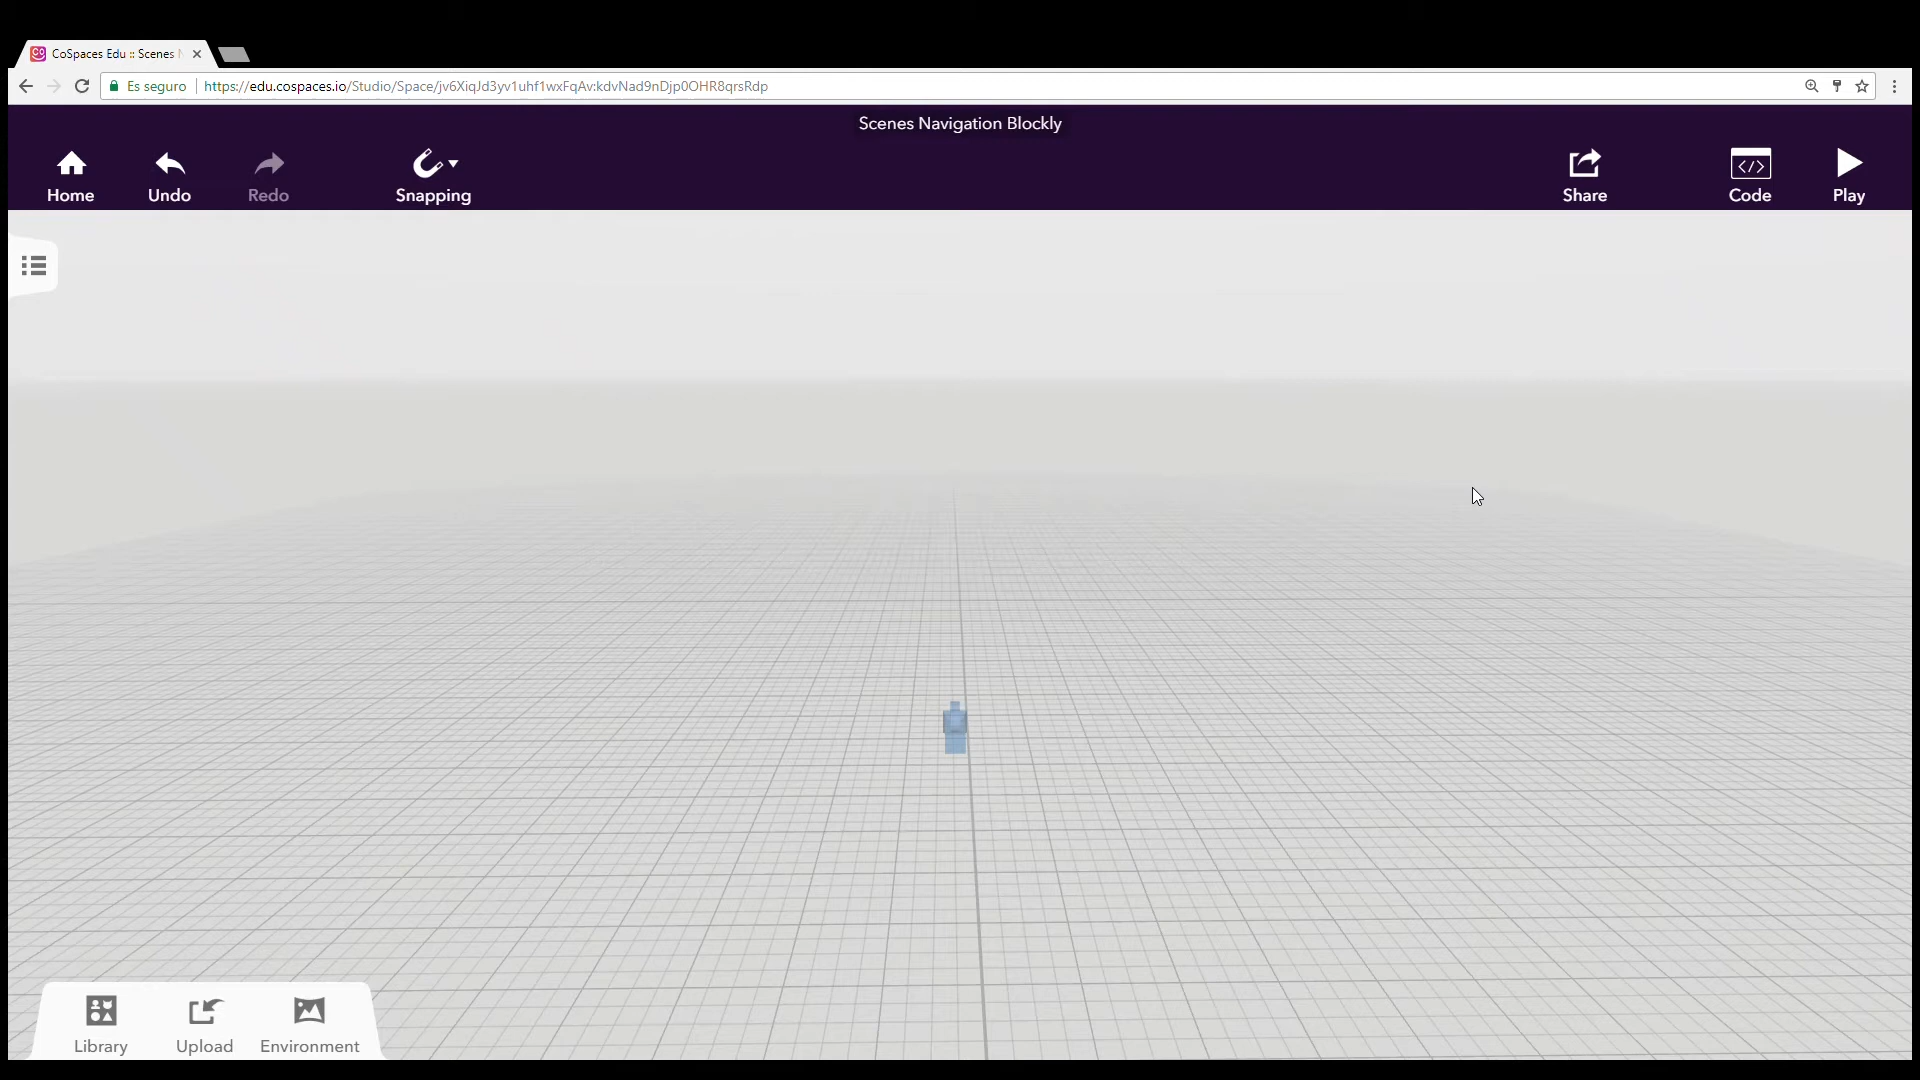 CoSpaces Edu :: Scenes
Es seguro
https://edu.cospaces.io/Studio/Space/jv6XiqJd3yv1uhf1wxFqAv:kdvNad9nDjp0OHR8qrsRdp
Scenes Navigation Blockly
Home
Undo
Redo
Snapping
Share
Code
Play
Library
Upload
Environment